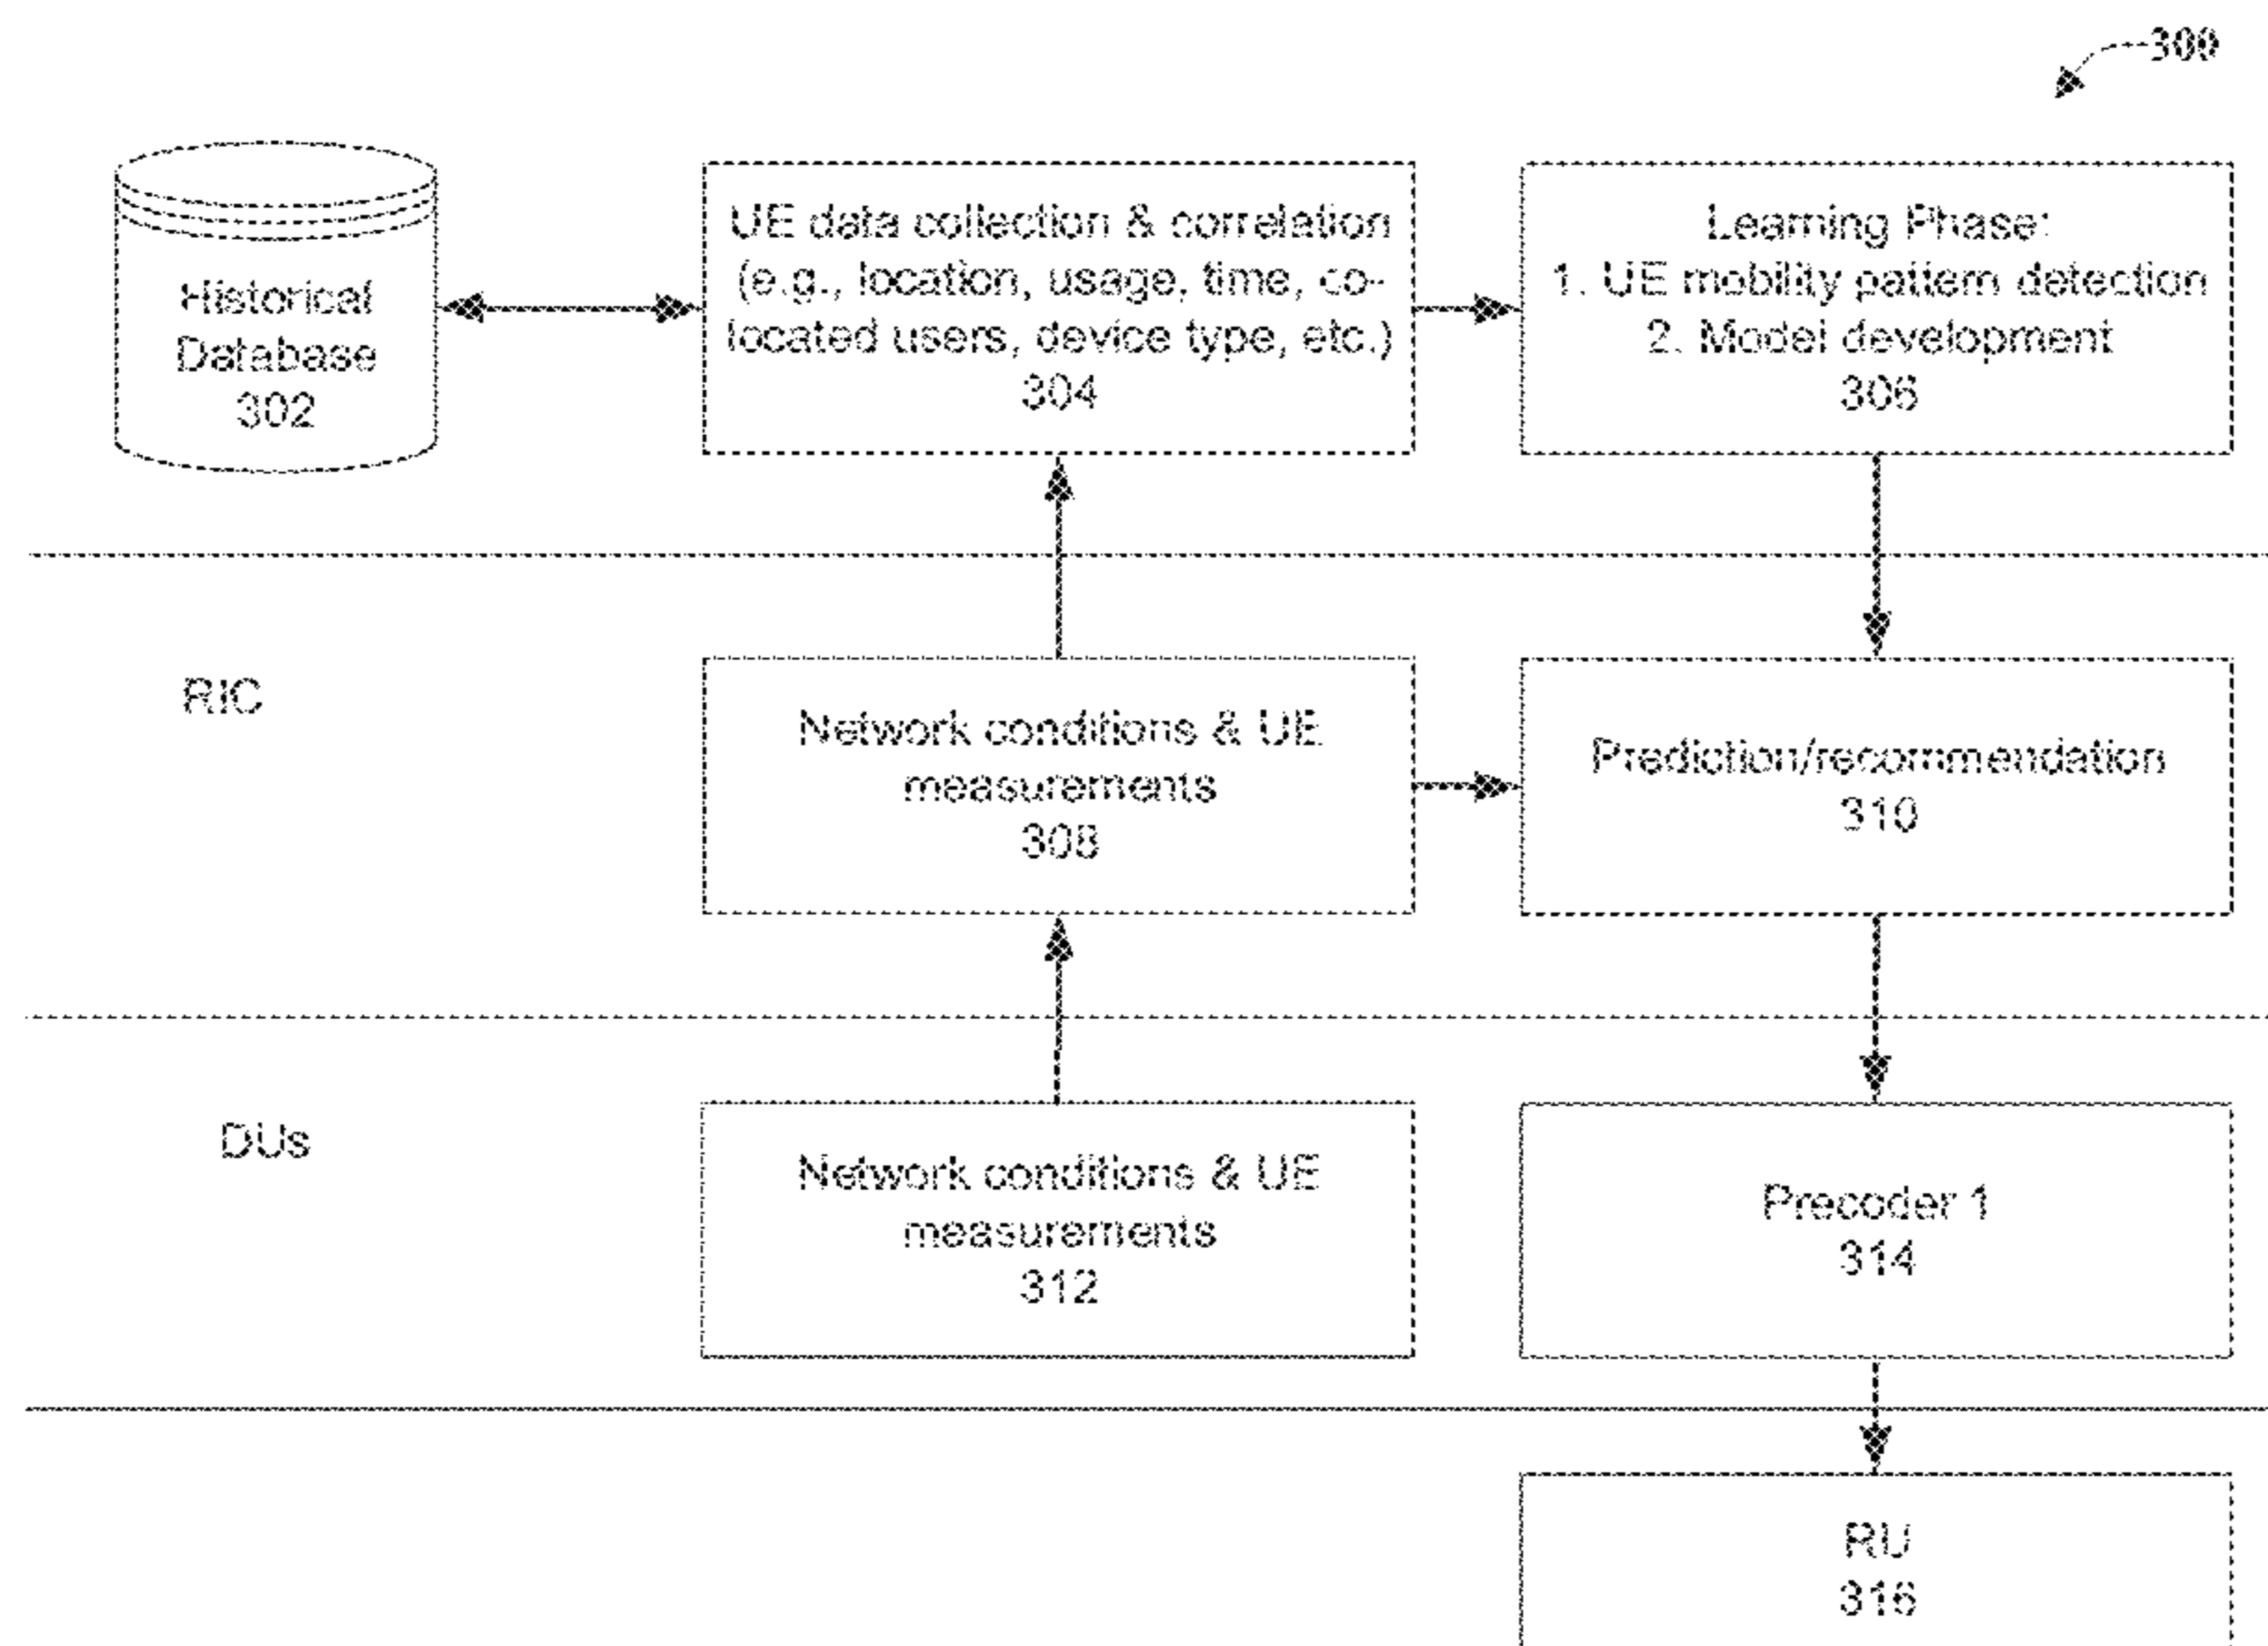 300
Historical
Database
302
UE data collection & correlation
(e.g., location, usage, time, co-
located users, device type, etc.)
304
Learning Phase:
1. UE mobility pattern detection
2. Model development
306
RIC
Network conditions & UE
measurements
308
Prediction/recommendation
310
DUs
Network conditions & UE
measurements
312
Precoder 1
314
RU
316